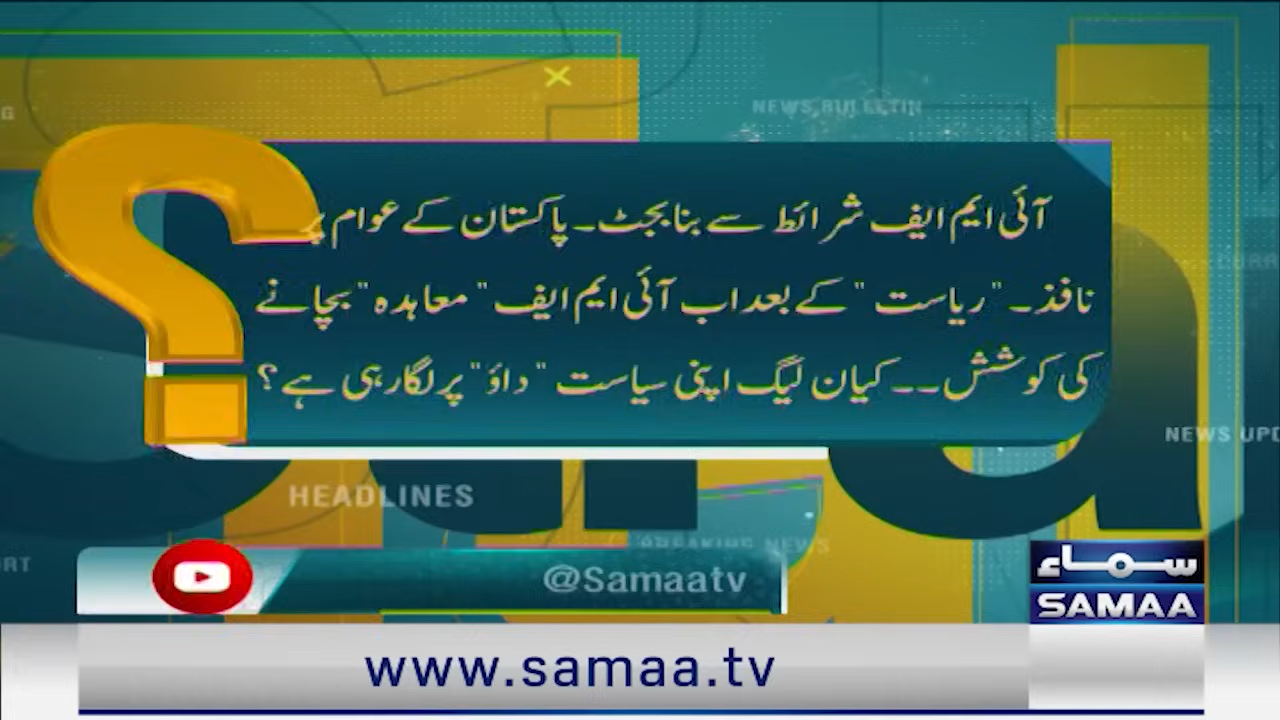 NEWS BULLETIN
آئی ایم ایف شرائط سے بنا بجٹ۔ پاکستان کے عوام پر
نافذ۔ "ریاست" کے بعد اب آئی ایم ایف "معاہدہ" بچانے
کی کوشش۔۔ کیا ن لیگ اپنی سیاست "داؤ" پر لگا رہی ہے؟
؟
NEWS UPD
HEADLINES
BREAKING NEWS
@Samaatv
سماء
SAMAA
www.samaa.tv